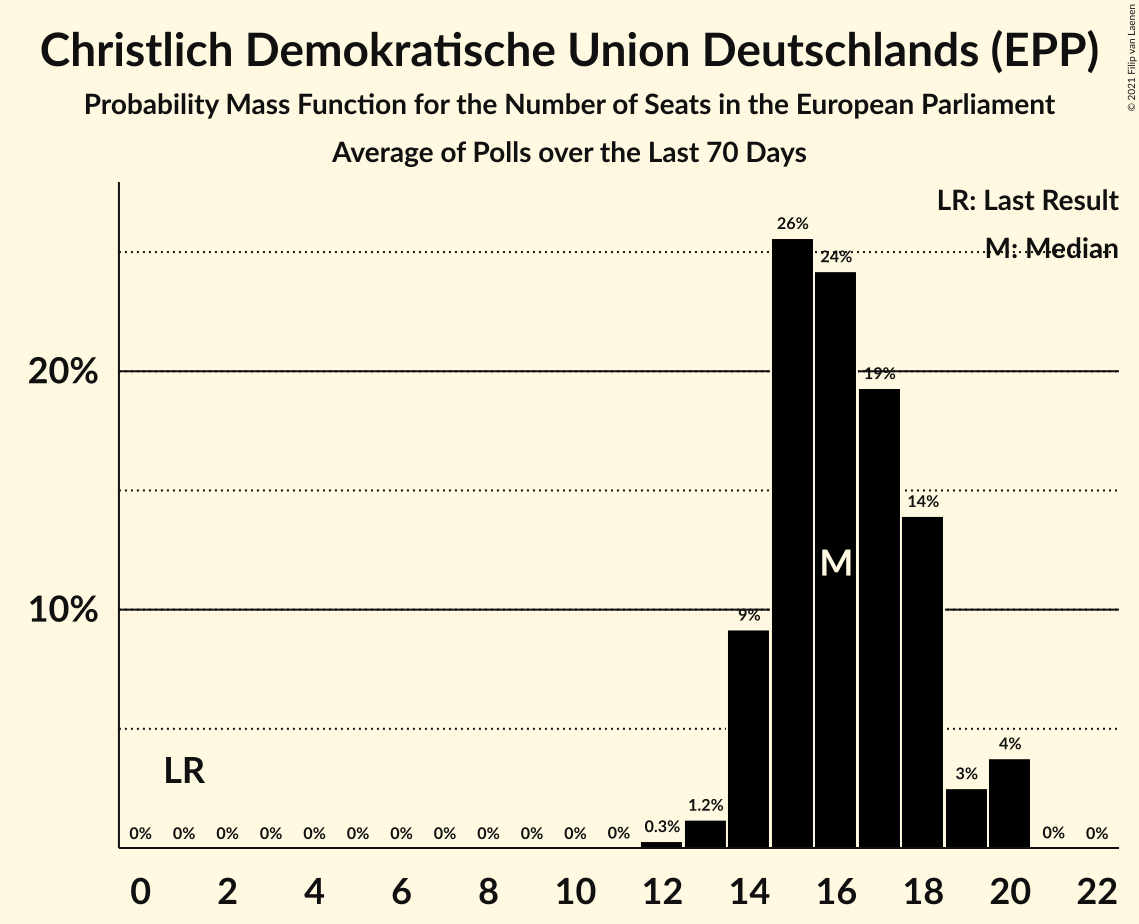 Christlich Demokratische Union Deutschlands (EPP)
Probability Mass Function for the Number of Seats in the European Parliament
Average of Polls over the Last 70 Days
© 2021 Filip van Laenen
LR: Last Result
M: Median
26%
24%
20%
19%
14%
M
10%
9%
LR
4%
3%
1.2%
0% 0% 0% 0% 0% 0% 0% 0% 0% 0% 0% 0% 0.3% 0% 0%
0 2 4 6 8 10 12 14 16 18 20 22